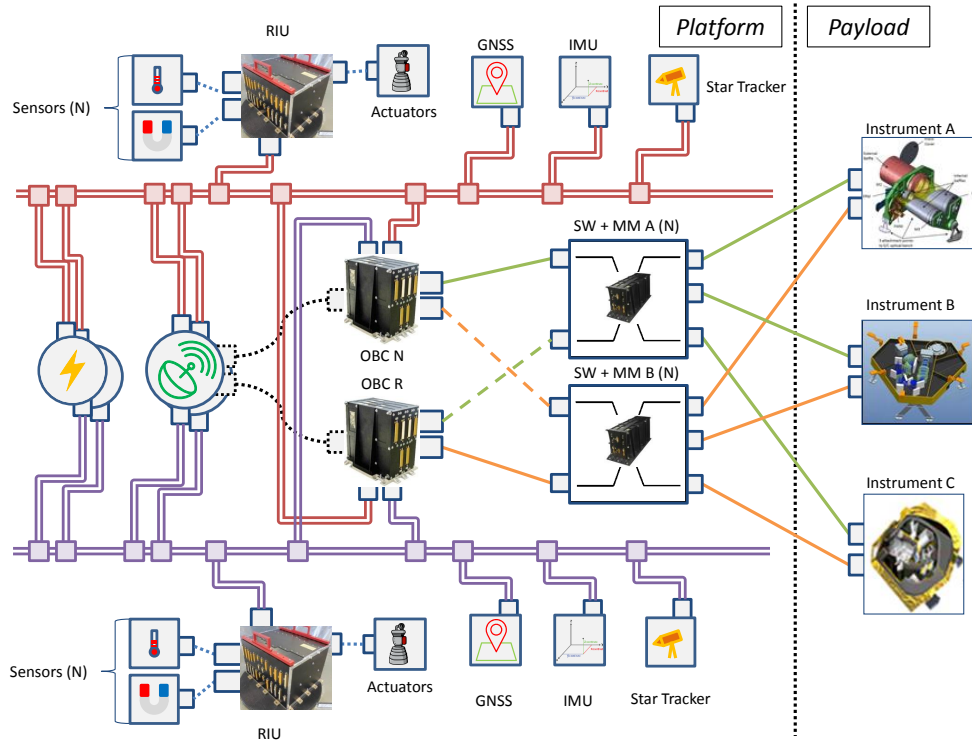 RIU
Platform
Payload
GNSS
IMU
Star Tracker
Sensors (N)
Actuators
Instrument A
SW + MM A (N)
OBC N
Instrument B
SW + MM B (N)
OBC R
Instrument C
Sensors (N)
Actuators
GNSS
IMU
Star Tracker
RIU